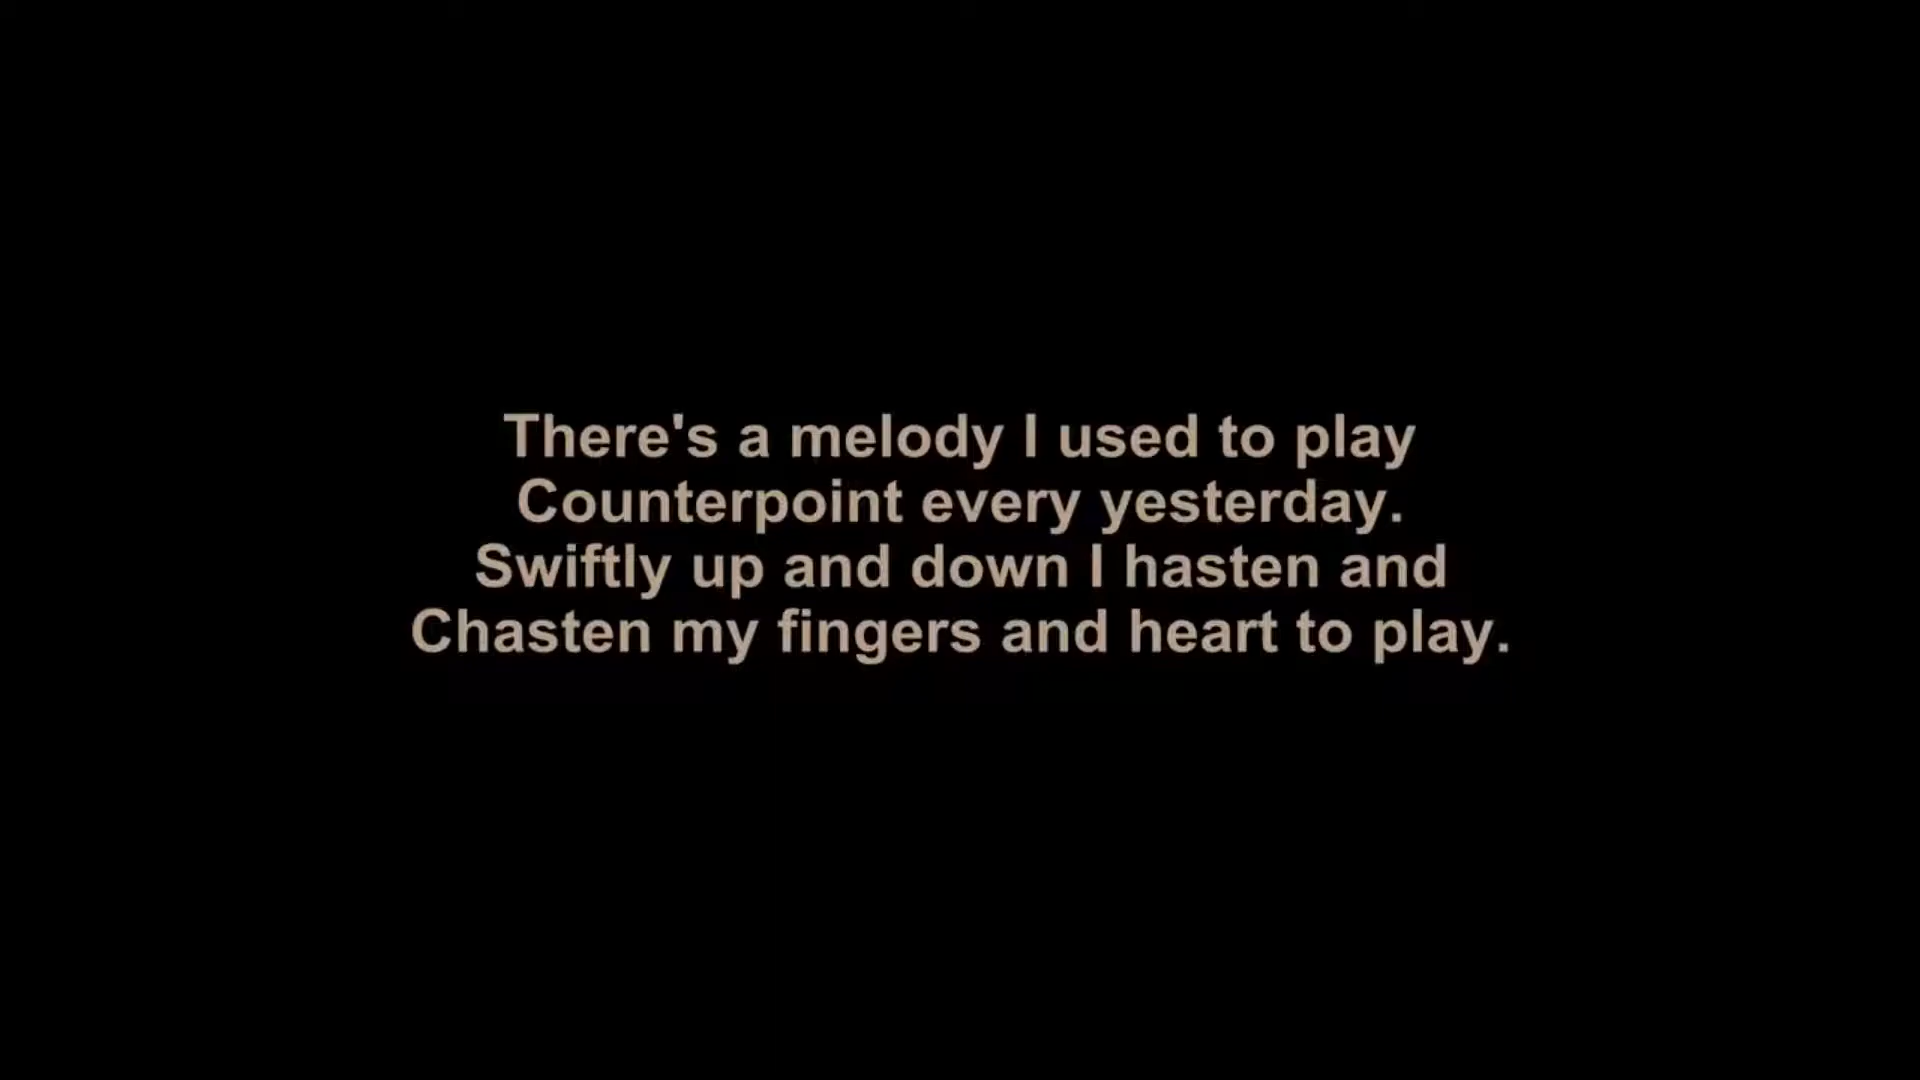 There's a melody I used to play
Counterpoint every yesterday.
Swiftly up and down I hasten and
Chasten my fingers and heart to play.